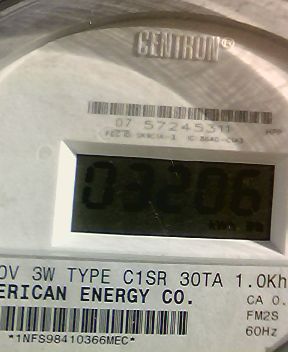 CENTRON®
07 57245311
03206
0V 3W TYPE C1SR 30TA 1.0Kh
ERICAN ENERGY CO.
CA 0.
FM2S
60Hz
*1NFS98410366MEC*